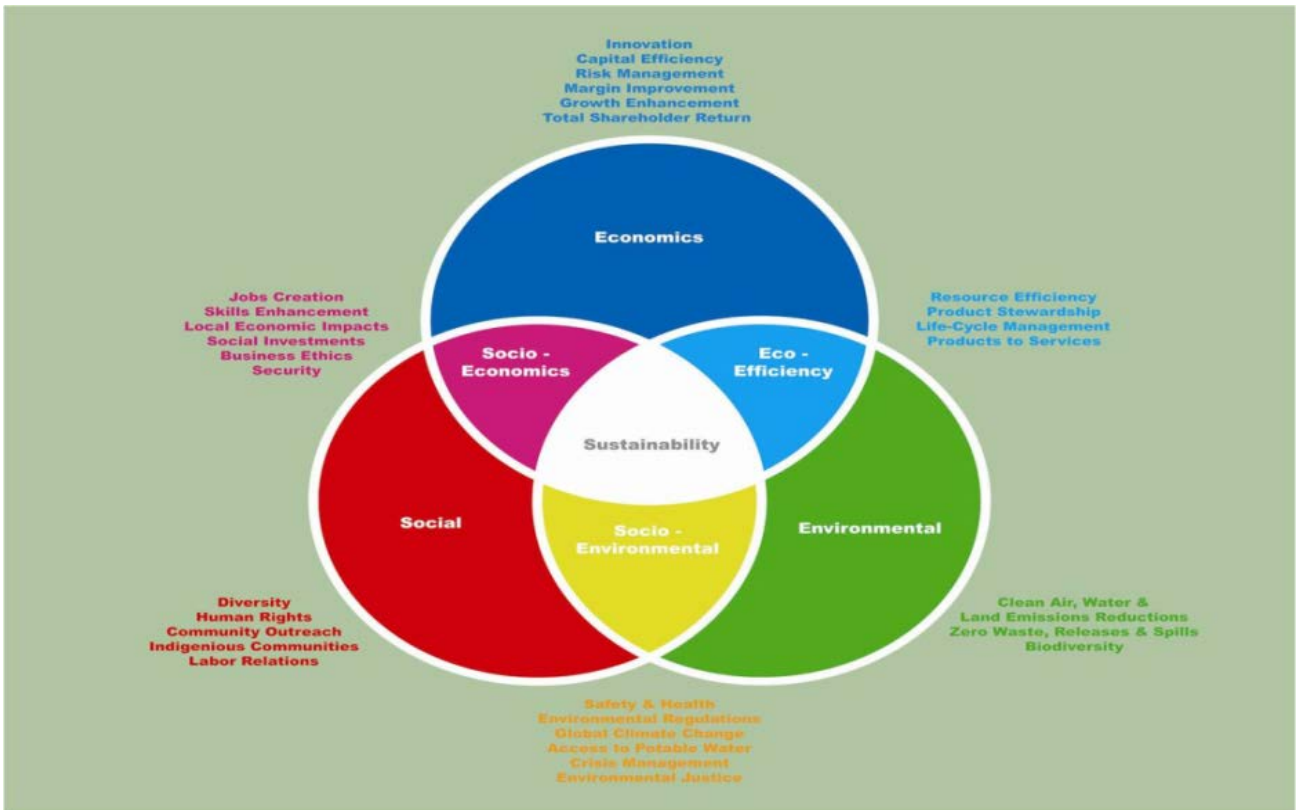 Innovation
Capital Efficiency
Risk Management
Margin Improvement
Growth Enhancement
Total Shareholder Return
Economics
Jobs Creation
Skills Enhancement
Local Economic Impacts
Social Investments
Business Ethics
Security
Resource Efficiency
Product Stewardship
Life-Cycle Management
Products to Services
Socio -
Economics
Eco -
Efficiency
Sustainability
Social
Socio -
Environmental
Environmental
Diversity
Human Rights
Community Outreach
Indigenious Communities
Labor Relations
Clean Air, Water &
Land Emissions Reductions
Zero Waste, Releases & Spills
Biodiversity
Safety & Health
Environmental Regulations
Global Climate Change
Access to Potable Water
Crisis Management
Environmental Justice